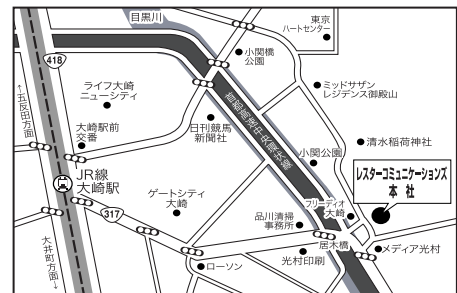 目黒川
東京
ハートセンター
418
小関橋
公園
ミッドサザン
レジデンス御殿山
ライフ大崎
ニューシティ
←五反田方面
大崎駅前
交番
日刊競馬
新聞社
首都高速中央環状線
清水稲荷神社
小関公園
レスターコミュニケーションズ
本 社
JR線
大崎駅
ゲートシティ
大崎
317
フリーディオ
大崎
品川清掃
事務所
居木橋
メディア光村
大井町方面→
ローソン
光村印刷